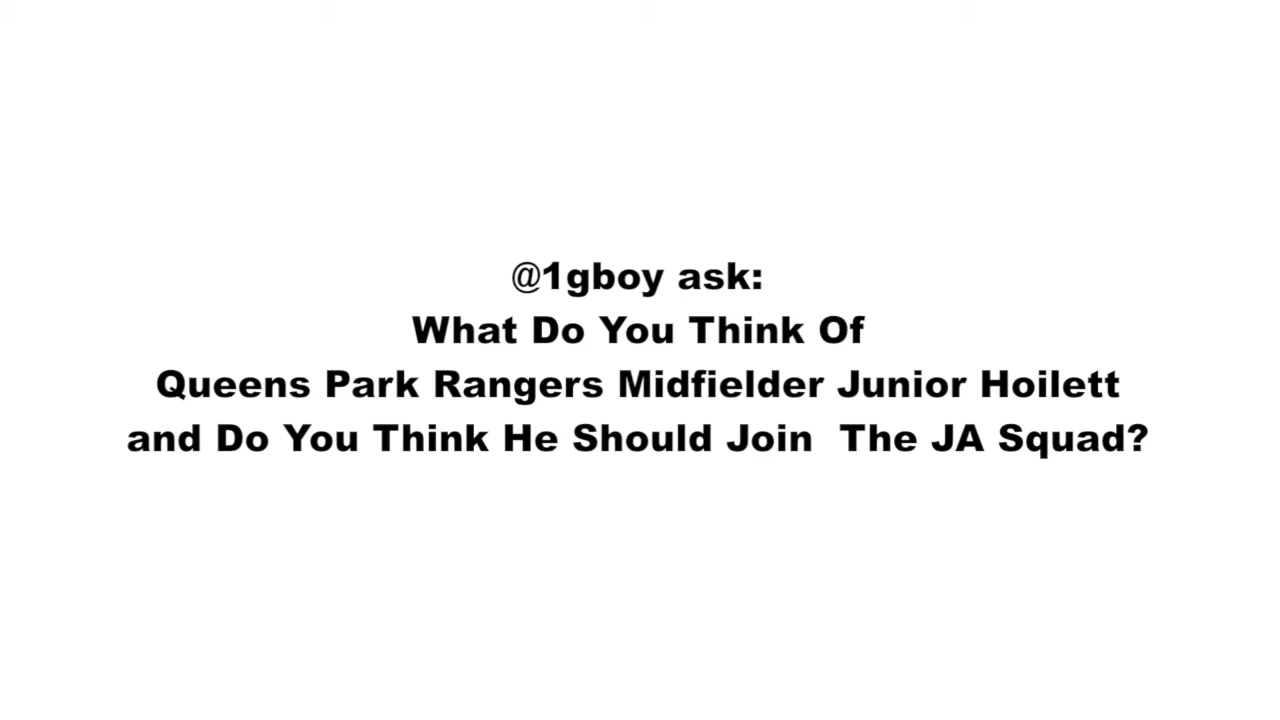 @1gboy ask:
What Do You Think Of
Queens Park Rangers Midfielder Junior Hoilett
and Do You Think He Should Join  The JA Squad?